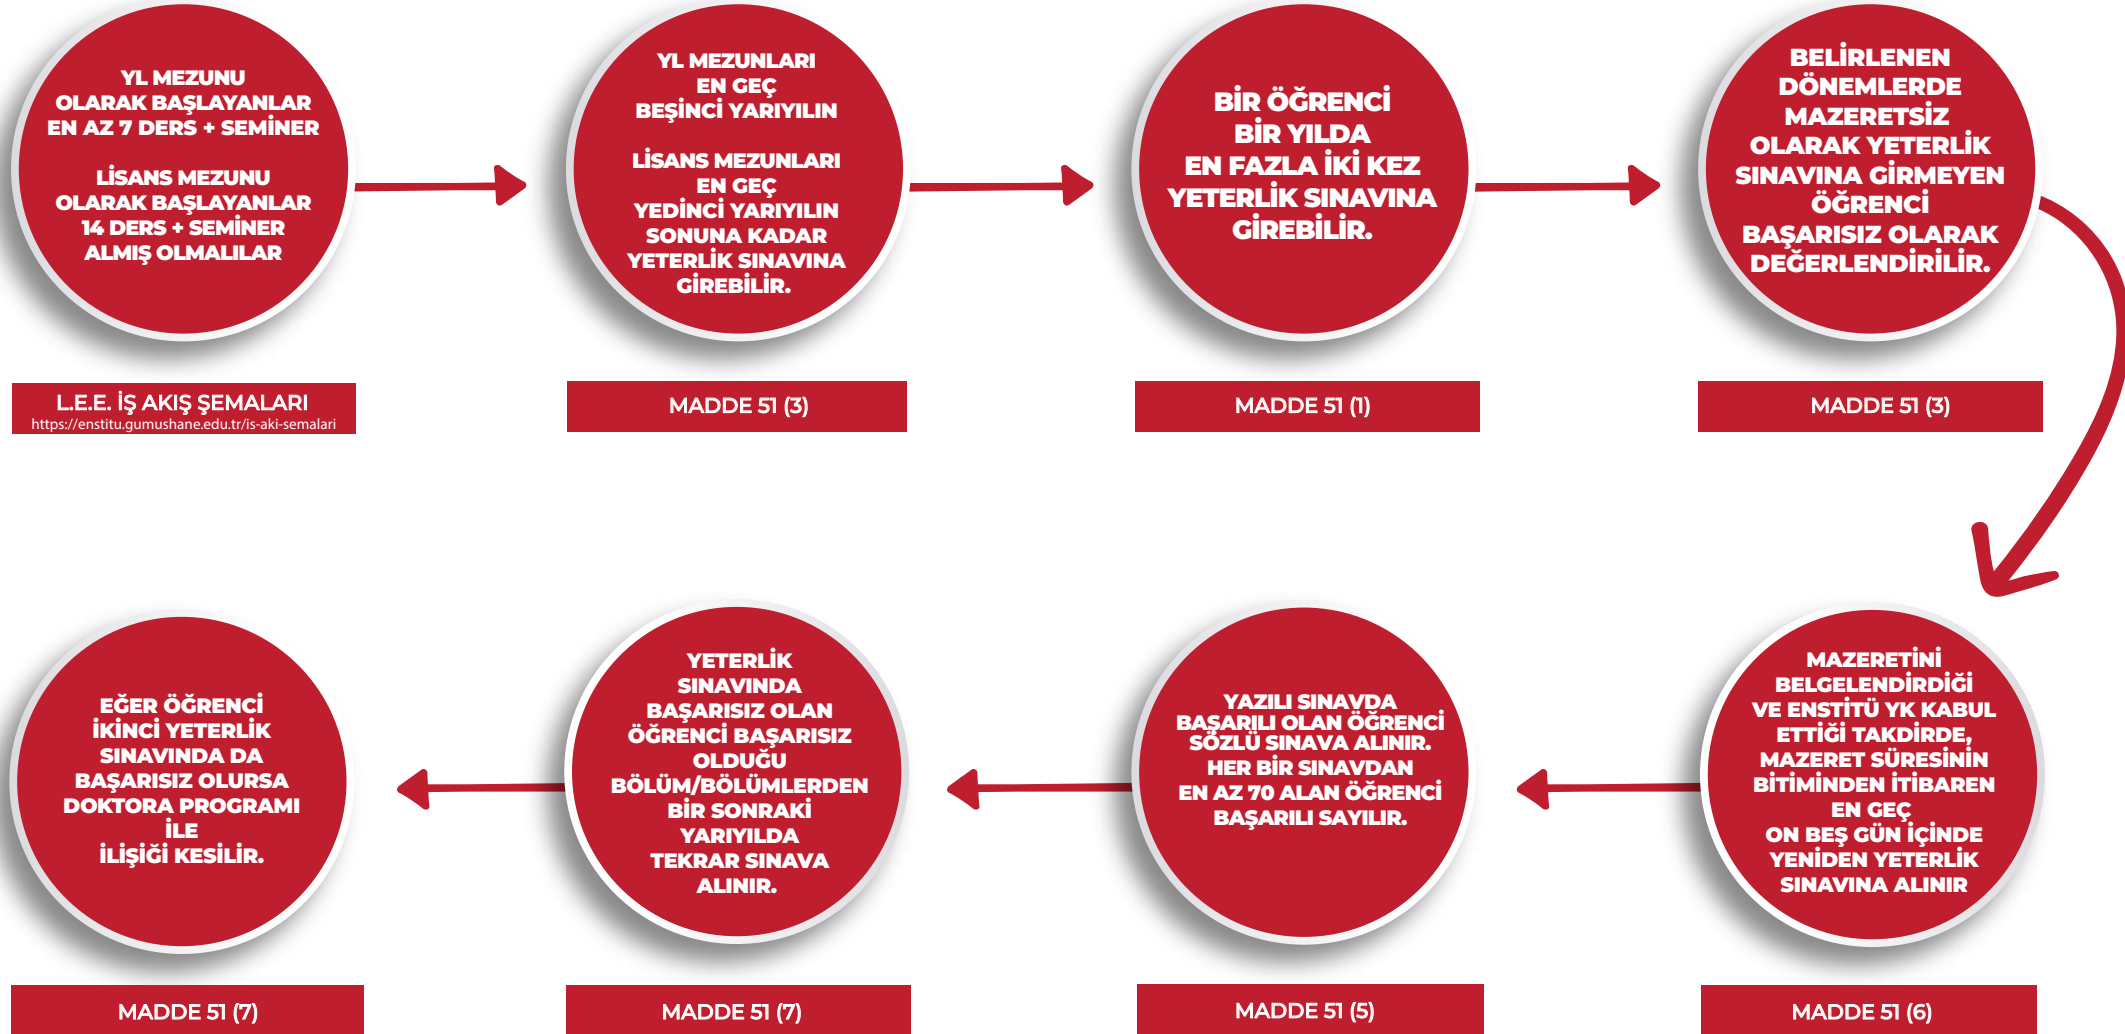 YL MEZUNU
OLARAK BAŞLAYANLAR
EN AZ 7 DERS + SEMİNER
LİSANS MEZUNU
OLARAK BAŞLAYANLAR
14 DERS + SEMİNER
ALMIŞ OLMALILAR
L.E.E. İŞ AKIŞ ŞEMALARI
https://enstitu.gumushane.edu.tr/is-aki-semalari
YL MEZUNLARI
EN GEÇ
BEŞİNCİ YARIYILIN
LİSANS MEZUNLARI
EN GEÇ
YEDİNCİ YARIYILIN
SONUNA KADAR
YETERLİK SINAVINA
GİREBİLİR.
MADDE 51 (3)
BİR ÖĞRENCİ
BİR YILDA
EN FAZLA İKİ KEZ
YETERLİK SINAVINA
GİREBİLİR.
MADDE 51 (1)
BELİRLENEN
DÖNEMLERDE
MAZERETSİZ
OLARAK YETERLİK
SINAVINA GİRMEYEN
ÖĞRENCİ
BAŞARISIZ OLARAK
DEĞERLENDİRİLİR.
MADDE 51 (3)
MAZERETİNİ
BELGELENDİRDİĞİ
VE ENSTİTÜ YK KABUL
ETTİĞİ TAKDİRDE,
MAZERET SÜRESİNİN
BİTİMİNDEN İTİBAREN
EN GEÇ
ON BEŞ GÜN İÇİNDE
YENİDEN YETERLİK
SINAVINA ALINIR
MADDE 51 (6)
YAZILI SINAVDA
BAŞARILI OLAN ÖĞRENCİ
SÖZLÜ SINAVA ALINIR.
HER BİR SINAVDAN
EN AZ 70 ALAN ÖĞRENCİ
BAŞARILI SAYILIR.
MADDE 51 (5)
YETERLİK
SINAVINDA
BAŞARISIZ OLAN
ÖĞRENCİ BAŞARISIZ
OLDUĞU
BÖLÜM/BÖLÜMLERDEN
BİR SONRAKİ
YARIYILDA
TEKRAR SINAVA
ALINIR.
MADDE 51 (7)
EĞER ÖĞRENCİ
İKİNCİ YETERLİK
SINAVINDA DA
BAŞARISIZ OLURSA
DOKTORA PROGRAMI
İLE
İLİŞİĞİ KESİLİR.
MADDE 51 (7)